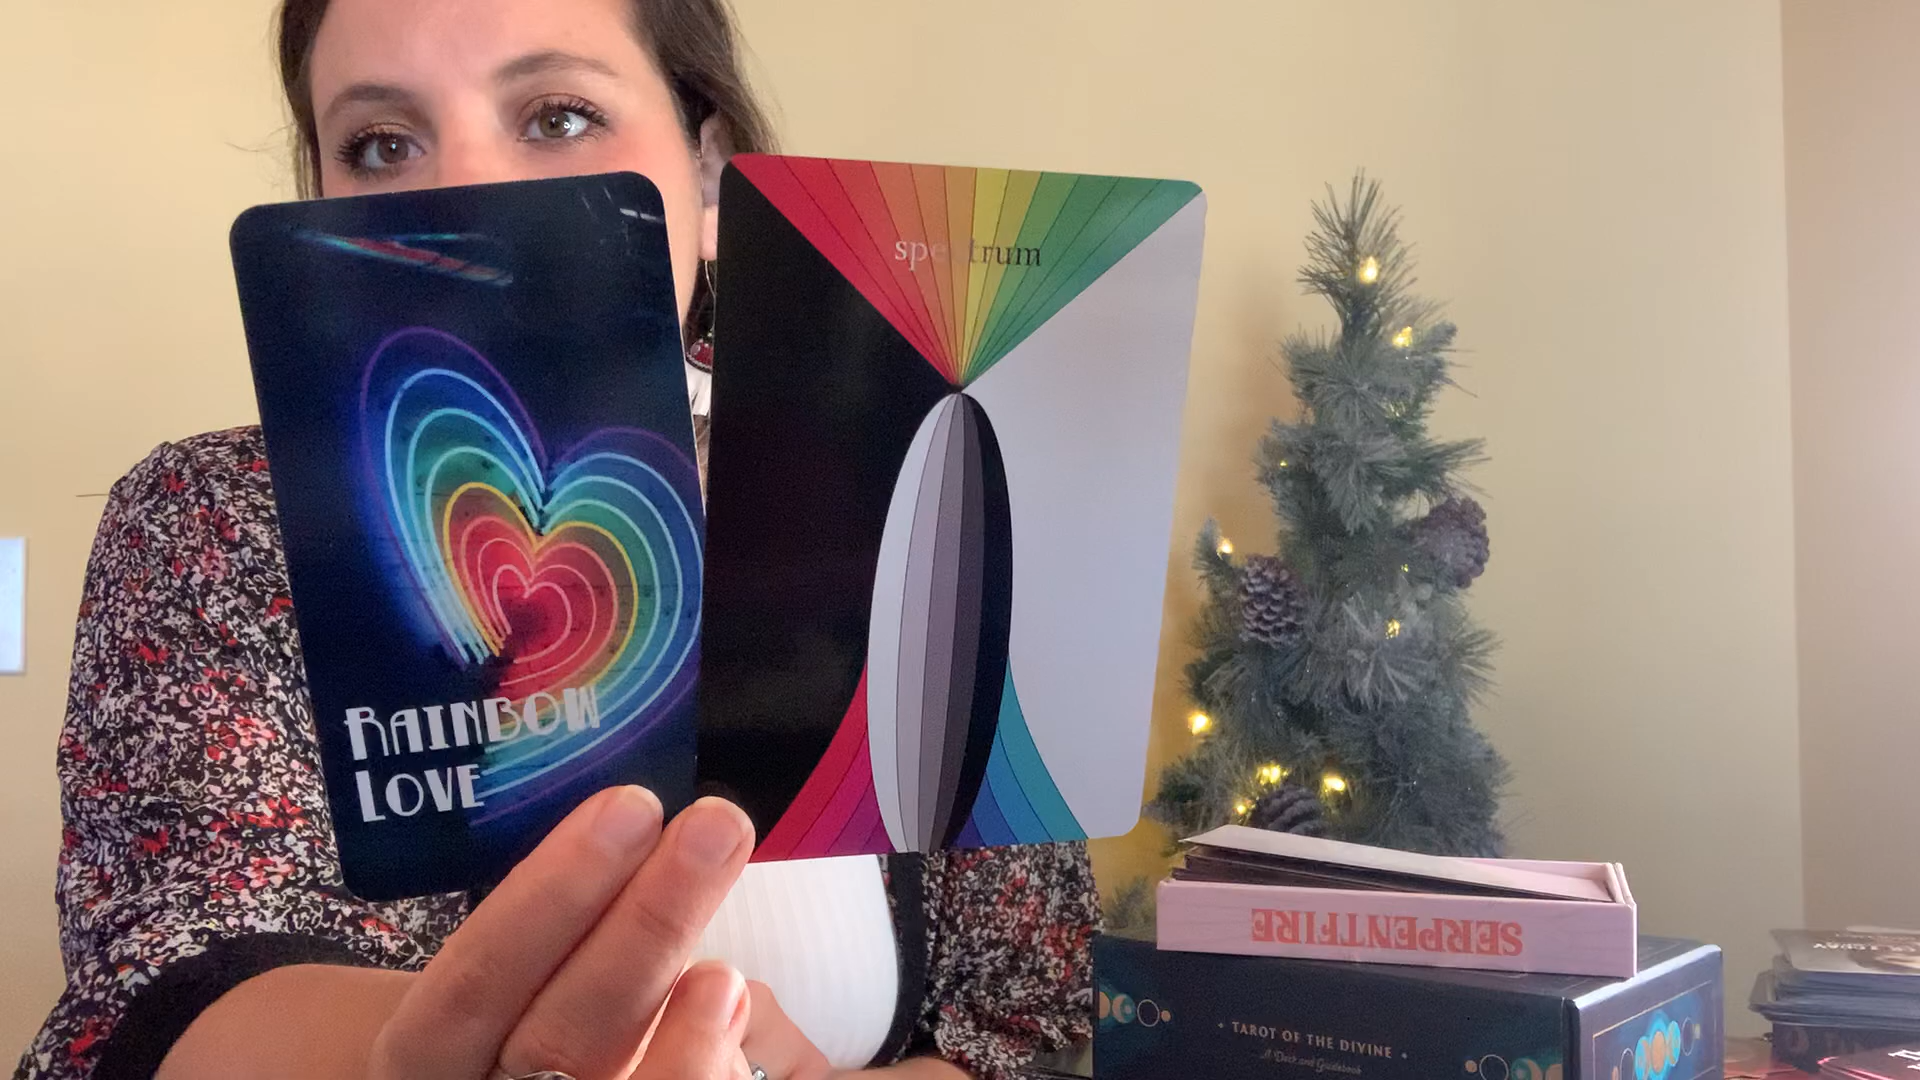 RAINBOW
LOVE
spectrum
SERPENTFIRE
TAROT OF THE DIVINE
A Deck and Guidebook